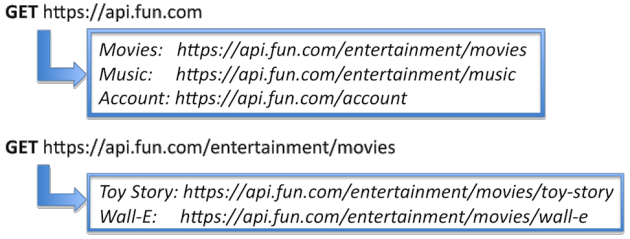 GET https://api.fun.com
Movies: https://api.fun.com/entertainment/movies
Music: https://api.fun.com/entertainment/music
Account: https://api.fun.com/account
GET https://api.fun.com/entertainment/movies
Toy Story: https://api.fun.com/entertainment/movies/toy-story
Wall-E: https://api.fun.com/entertainment/movies/wall-e